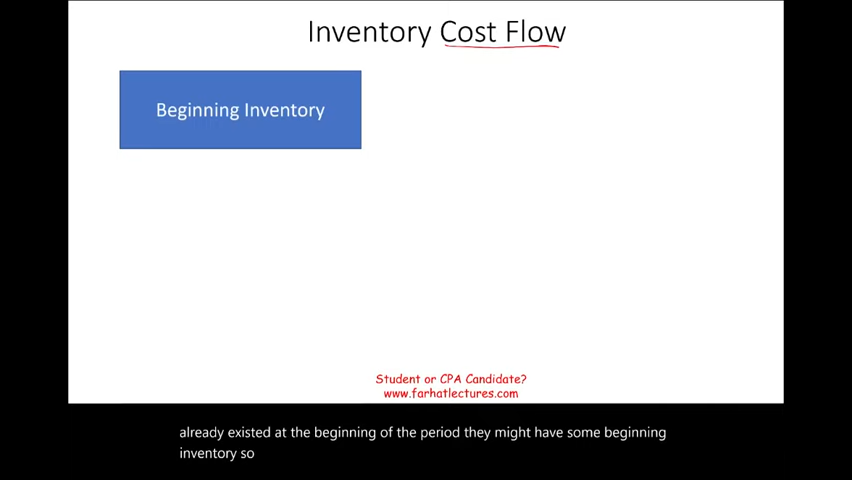 Inventory Cost Flow
Beginning Inventory
Student or CPA Candidate?
www.farhatlectures.com
already existed at the beginning of the period they might have some beginning
inventory so